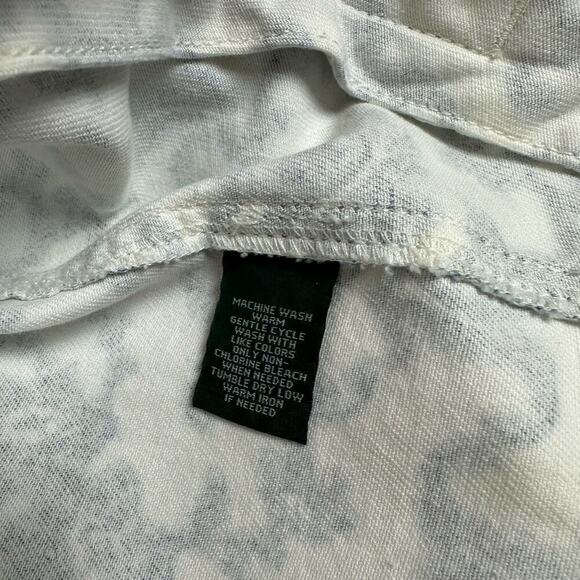 MACHINE WASH
WARM
GENTLE CYCLE
WASH WITH
LIKE COLORS
ONLY NON-
CHLORINE BLEACH
WHEN NEEDED
TUMBLE DRY LOW
WARM IRON
IF NEEDED